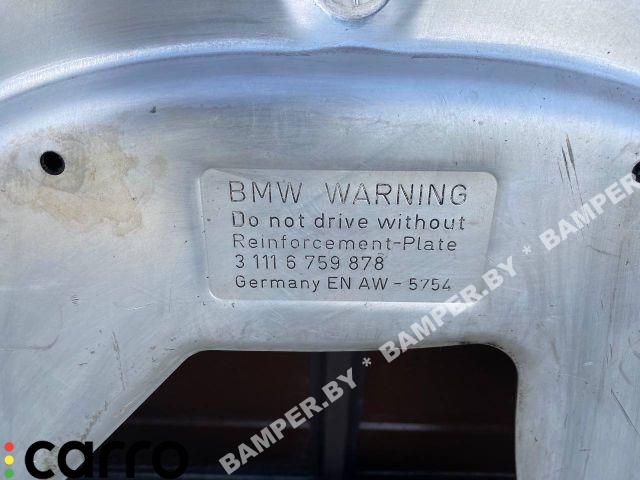 BMW WARNING
Do not drive without
Reinforcement-Plate
3 111 6 759 878
Germany EN AW - 5754
BAMPER.BY * BAMPER.BY * BAMPER.BY
carro